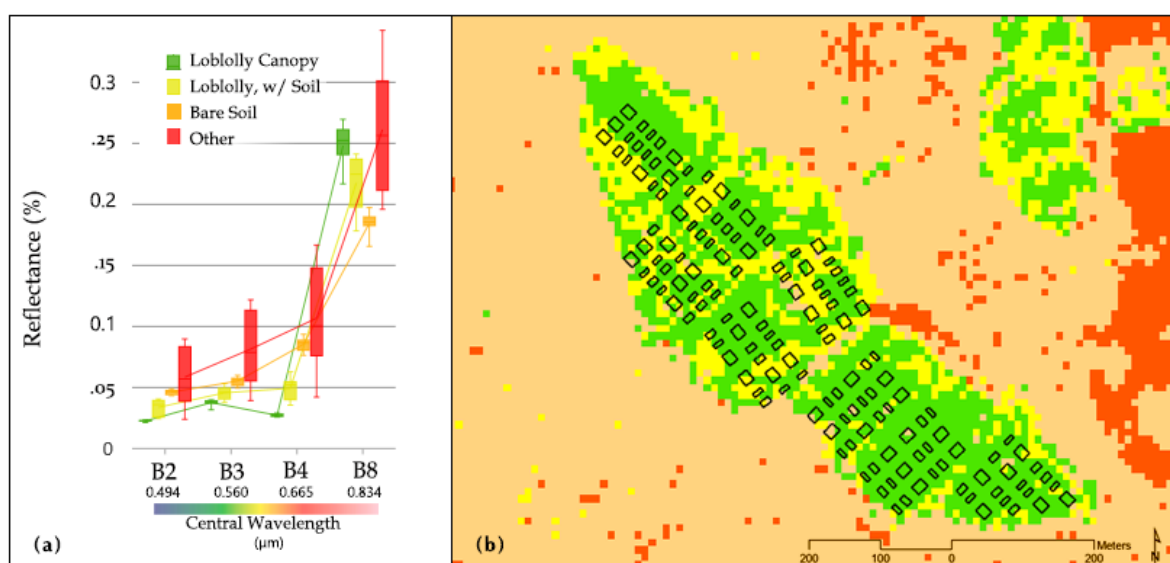 Loblolly Canopy
Loblolly, w/ Soil
Bare Soil
Other
Reflectance (%)
0.3
.25
0.2
.15
0.1
.05
0
B2 B3 B4 B8
0.494 0.560 0.665 0.834
Central Wavelength
(μm)
(a)
(b)
Meters
200 100 0 200
N